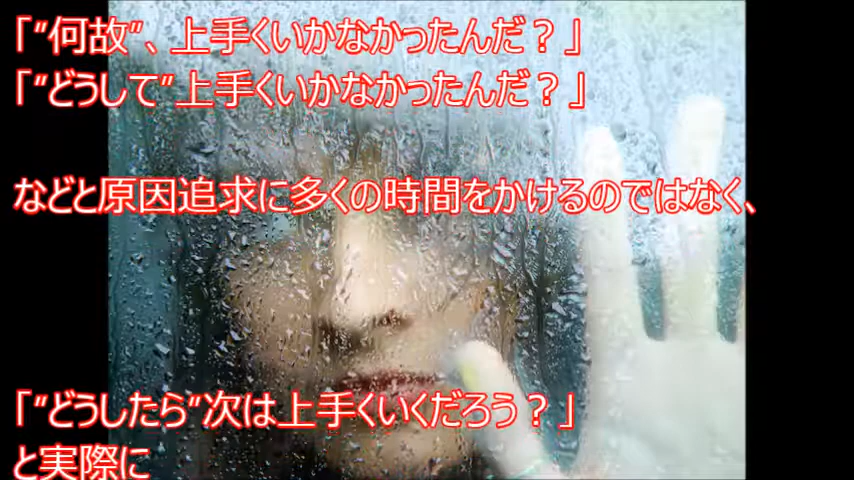 「”何故”、上手くいかなかったんだ？」
「”どうして”上手くいかなかったんだ？」
などと原因追求に多くの時間をかけるのではなく、
「”どうしたら”次は上手くいくだろう？」
と実際に